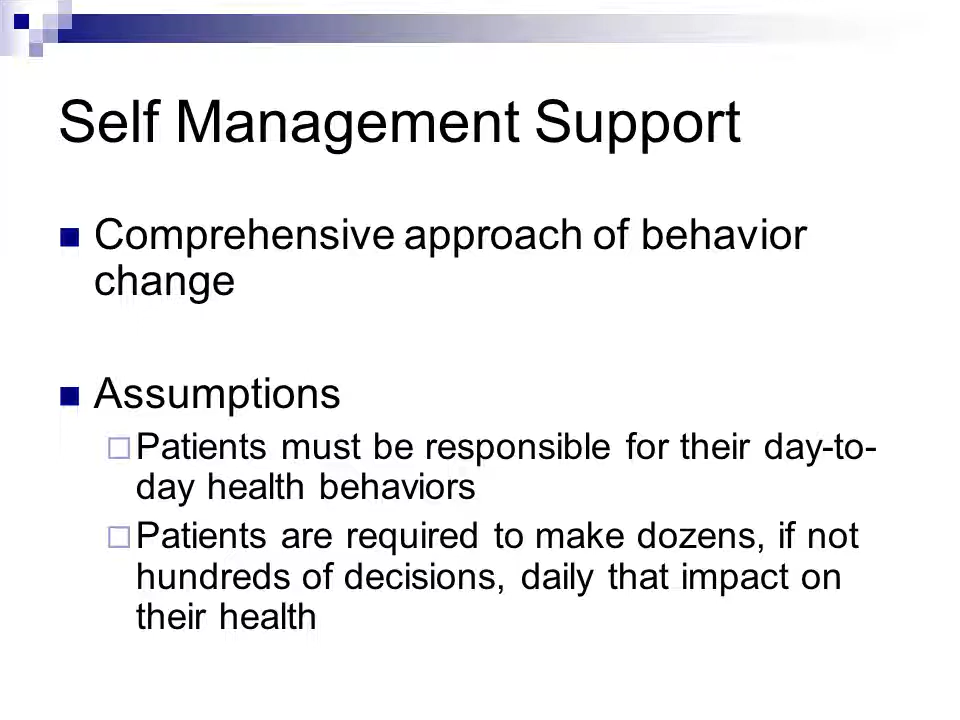 Self Management Support
Comprehensive approach of behavior
change
Assumptions
Patients must be responsible for their day-to-
day health behaviors
Patients are required to make dozens, if not
hundreds of decisions, daily that impact on
their health